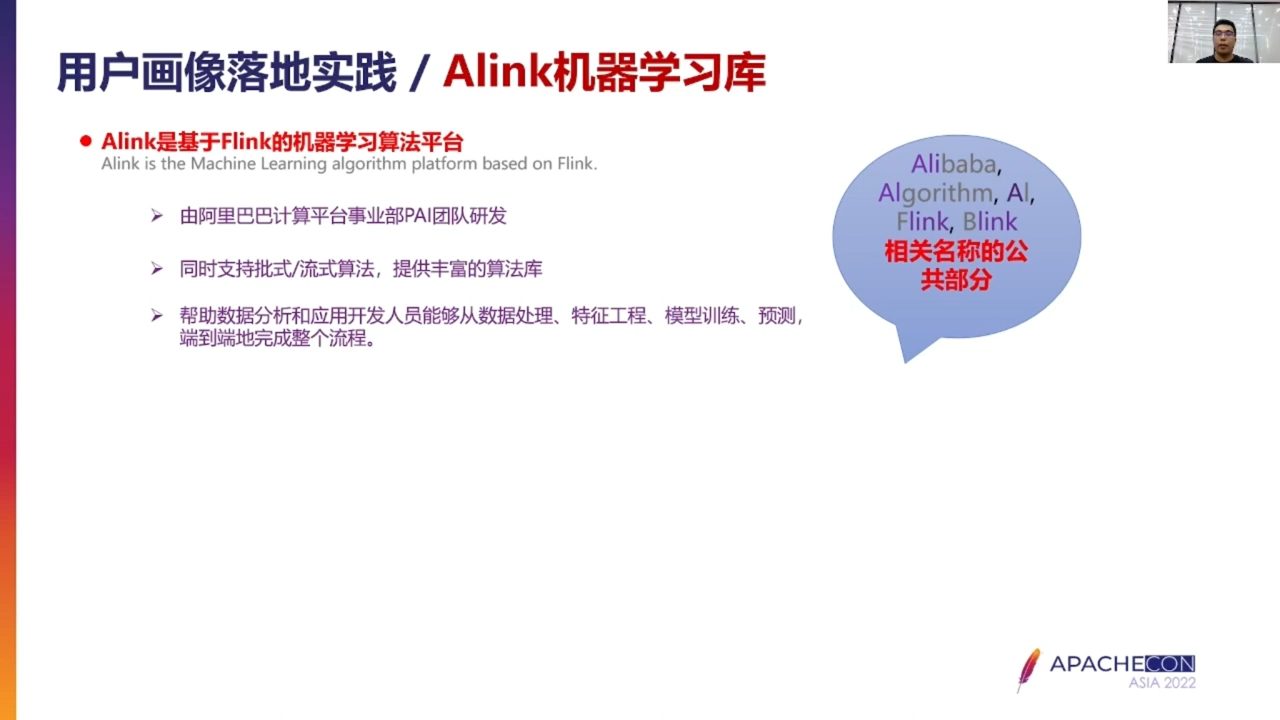 用户画像落地实践 / Alink机器学习库
Alink是基于Flink的机器学习算法平台
Alink is the Machine Learning algorithm platform based on Flink.
由阿里巴巴计算平台事业部PAI团队研发
同时支持批式/流式算法，提供丰富的算法库
帮助数据分析和应用开发人员能够从数据处理、特征工程、模型训练、预测，
端到端地完成整个流程。
Alibaba,
Algorithm, AI,
Flink, Blink
相关名称的公
共部分
APACHECON
ASIA 2022